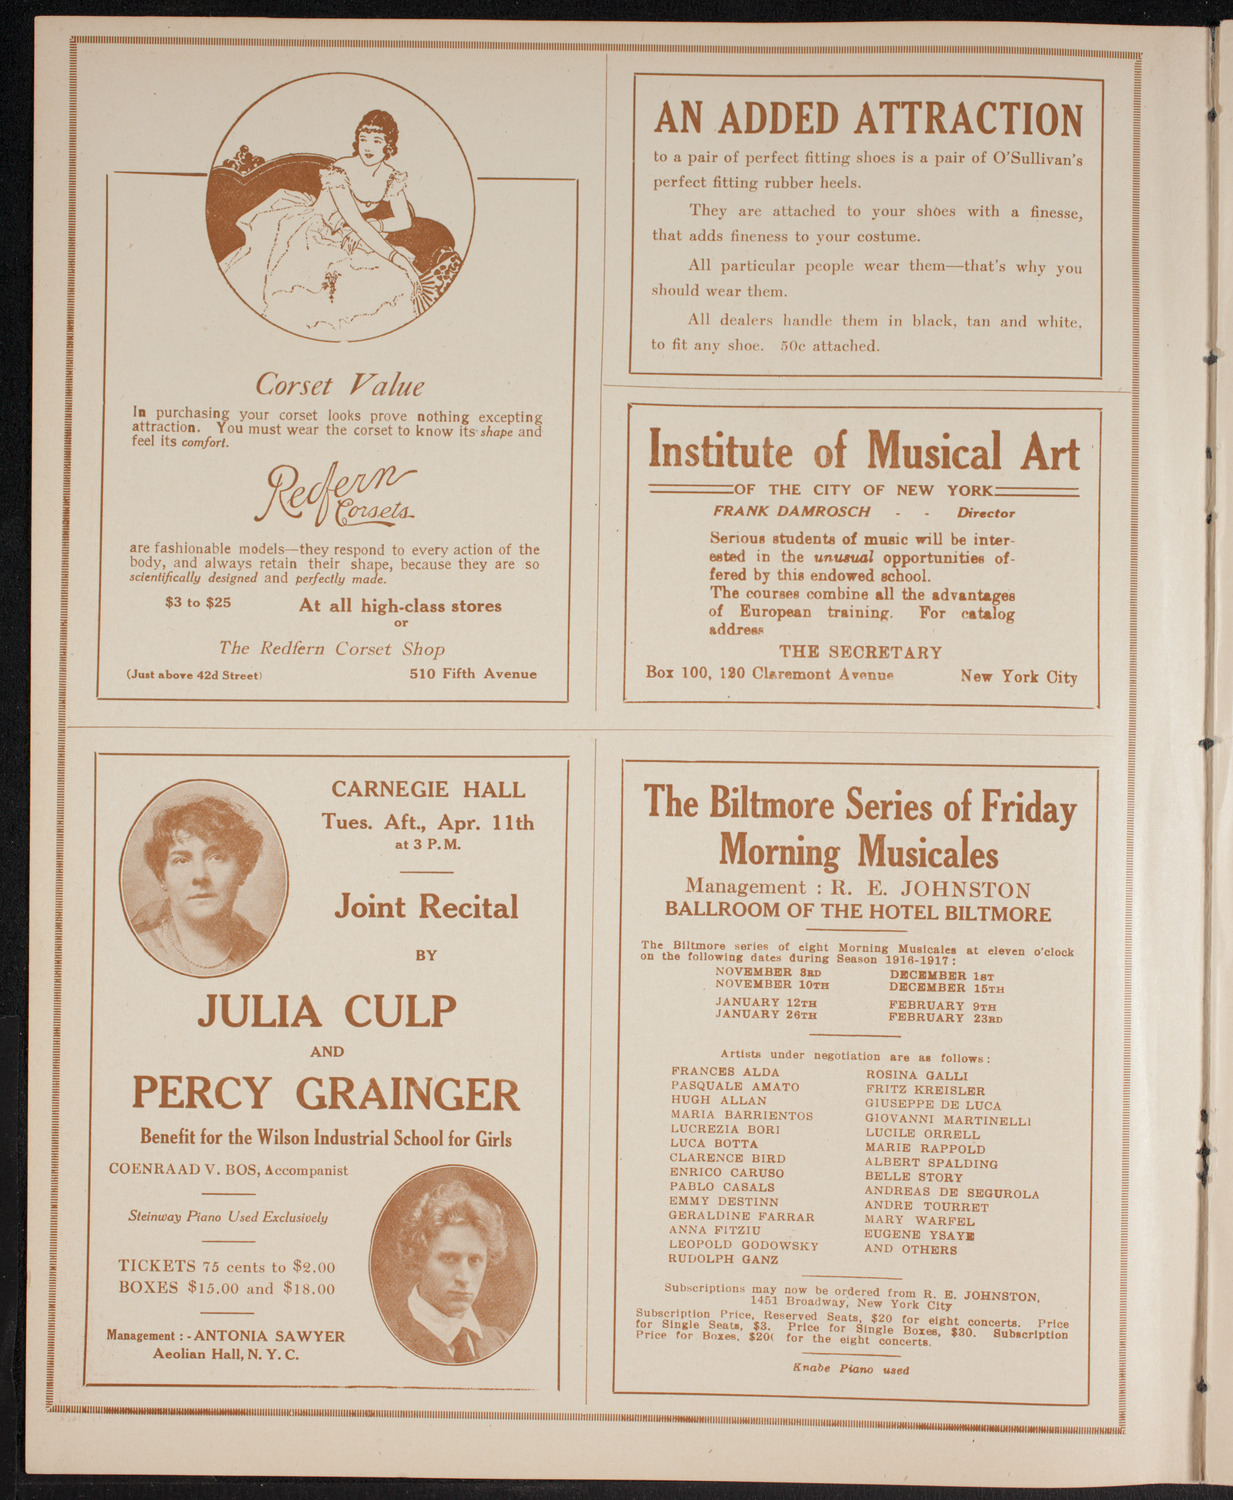 Corset Value
In purchasing your corset looks prove nothing excepting
attraction. You must wear the corset to know its shape and
feel its comfort.
Redfern
Corsets
are fashionable models—they respond to every action of the
body, and always retain their shape, because they are so
scientifically designed and perfectly made.
$3 to $25 At all high-class stores
or
The Redfern Corset Shop
(Just above 42d Street) 510 Fifth Avenue
AN ADDED ATTRACTION
to a pair of perfect fitting shoes is a pair of O'Sullivan's
perfect fitting rubber heels.
They are attached to your shoes with a finesse,
that adds fineness to your costume.
All particular people wear them—that's why you
should wear them.
All dealers handle them in black, tan and white,
to fit any shoe. 50c attached.
Institute of Musical Art
OF THE CITY OF NEW YORK
FRANK DAMROSCH - - Director
Serious students of music will be inter-
ested in the unusual opportunities of-
fered by this endowed school.
The courses combine all the advantages
of European training. For catalog
address
THE SECRETARY
Box 100, 120 Claremont Avenue New York City
CARNEGIE HALL
Tues. Aft., Apr. 11th
at 3 P.M.
Joint Recital
BY
JULIA CULP
AND
PERCY GRAINGER
Benefit for the Wilson Industrial School for Girls
COENRAAD V. BOS, Accompanist
Steinway Piano Used Exclusively
TICKETS 75 cents to $2.00
BOXES $15.00 and $18.00
Management :- ANTONIA SAWYER
Aeolian Hall, N. Y. C.
The Biltmore Series of Friday
Morning Musicales
Management : R. E. JOHNSTON
BALLROOM OF THE HOTEL BILTMORE
The Biltmore series of eight Morning Musicales at eleven o'clock
on the following dates during Season 1916-1917 :
NOVEMBER 3RD DECEMBER 1ST
NOVEMBER 10TH DECEMBER 15TH
JANUARY 12TH FEBRUARY 9TH
JANUARY 26TH FEBRUARY 23RD
Artists under negotiation are as follows :
FRANCES ALDA
PASQUALE AMATO
HUGH ALLAN
MARIA BARRIENTOS
LUCREZIA BORI
LUCA BOTTA
CLARENCE BIRD
ENRICO CARUSO
PABLO CASALS
EMMY DESTINN
GERALDINE FARRAR
ANNA FITZIU
LEOPOLD GODOWSKY
RUDOLPH GANZ
ROSINA GALLI
FRITZ KREISLER
GIUSEPPE DE LUCA
GIOVANNI MARTINELLI
LUCILE ORRELL
MARIE RAPPOLD
ALBERT SPALDING
BELLE STORY
ANDREAS DE SEGUROLA
ANDRE TOURRET
MARY WARFEL
EUGENE YSAYE
AND OTHERS
Subscriptions may now be ordered from R. E. JOHNSTON,
1451 Broadway, New York City
Subscription Price, Reserved Seats, $20 for eight concerts. Price
for Single Seats, $3. Price for Single Boxes, $30. Subscription
Price for Boxes, for the eight concerts.
Knabe Piano used